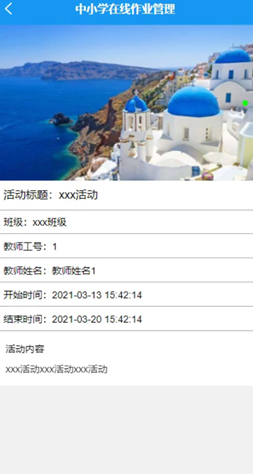 中小学在线作业管理
活动标题：xxx活动
班级：xxx班级
教师工号：1
教师姓名：教师姓名1
开始时间：2021-03-13 15:42:14
结束时间：2021-03-20 15:42:14
活动内容
xxx活动xxx活动xxx活动